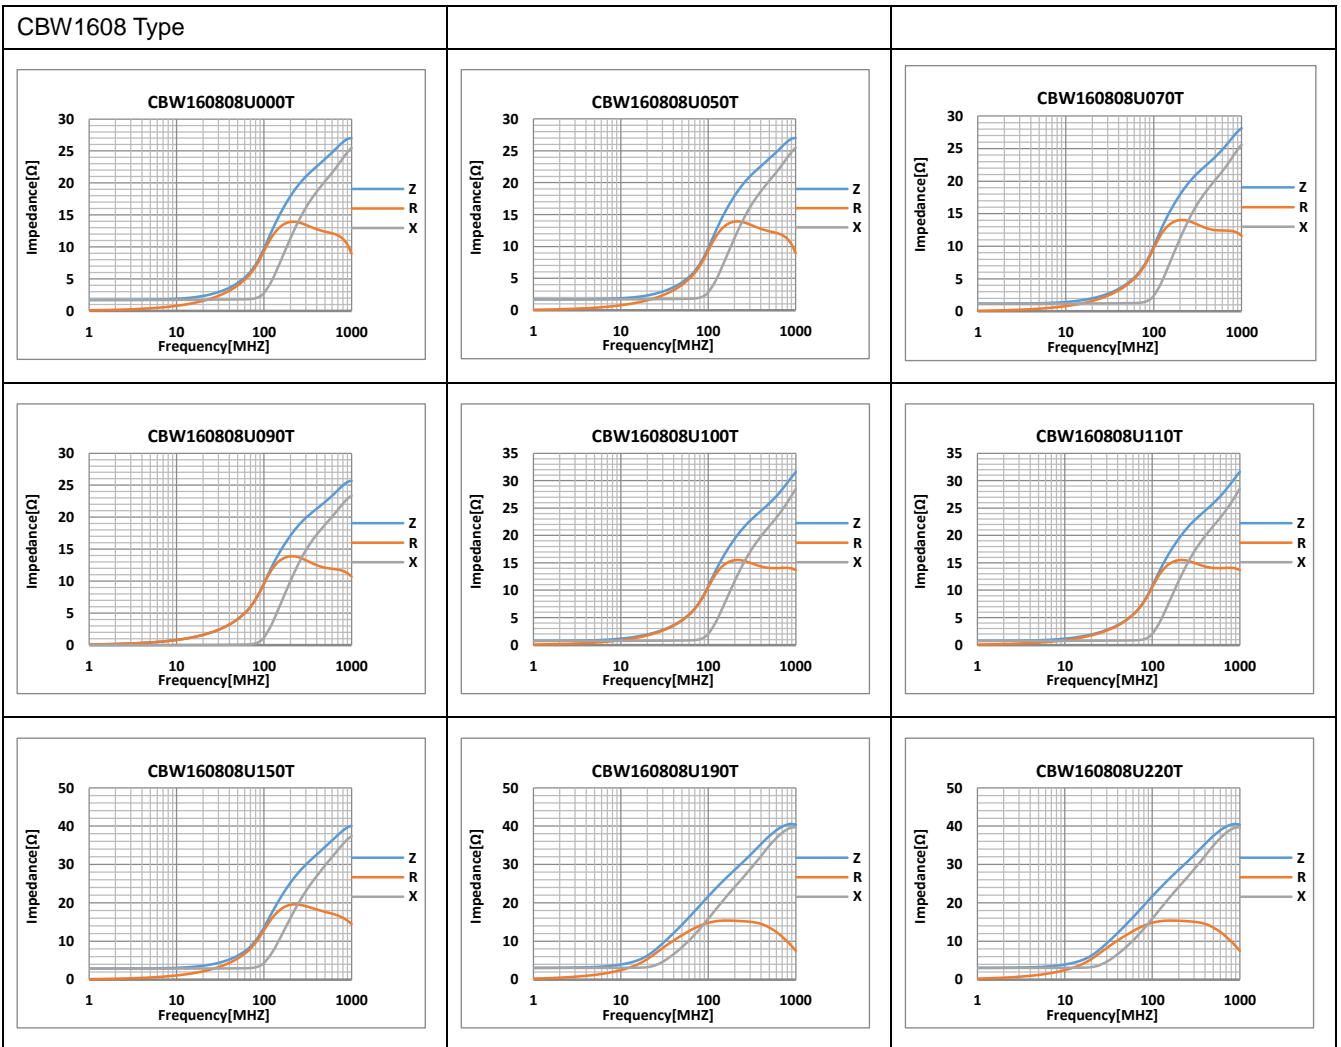 CBW1608 Type
CBW160808U000T
30
25
20
15
10
5
0
Impedance[Ω]
1 10 100 1000
Frequency[MHZ]
Z
R
X
CBW160808U050T
30
25
20
15
10
5
0
Impedance[Ω]
1 10 100 1000
Frequency[MHZ]
Z
R
X
CBW160808U070T
30
25
20
15
10
5
0
Impedance[Ω]
1 10 100 1000
Frequency[MHZ]
Z
R
X
CBW160808U090T
30
25
20
15
10
5
0
Impedance[Ω]
1 10 100 1000
Frequency[MHZ]
Z
R
X
CBW160808U100T
35
30
25
20
15
10
5
0
Impedance[Ω]
1 10 100 1000
Frequency[MHZ]
Z
R
X
CBW160808U110T
35
30
25
20
15
10
5
0
Impedance[Ω]
1 10 100 1000
Frequency[MHZ]
Z
R
X
CBW160808U150T
50
40
30
20
10
0
Impedance[Ω]
1 10 100 1000
Frequency[MHZ]
Z
R
X
CBW160808U190T
50
40
30
20
10
0
Impedance[Ω]
1 10 100 1000
Frequency[MHZ]
Z
R
X
CBW160808U220T
50
40
30
20
10
0
Impedance[Ω]
1 10 100 1000
Frequency[MHZ]
Z
R
X